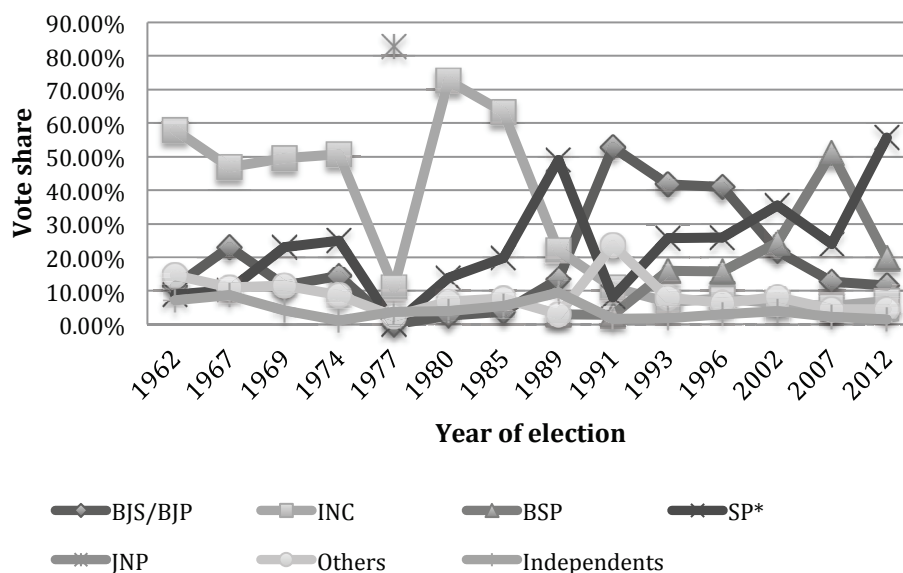 90.00%
80.00%
70.00%
60.00%
50.00%
40.00%
30.00%
20.00%
10.00%
0.00%
Vote share
1962 1967 1969 1974 1977 1980 1985 1989 1991 1993 1996 2002 2007 2012
Year of election
BJS/BJP INC BSP SP*
JNP Others Independents